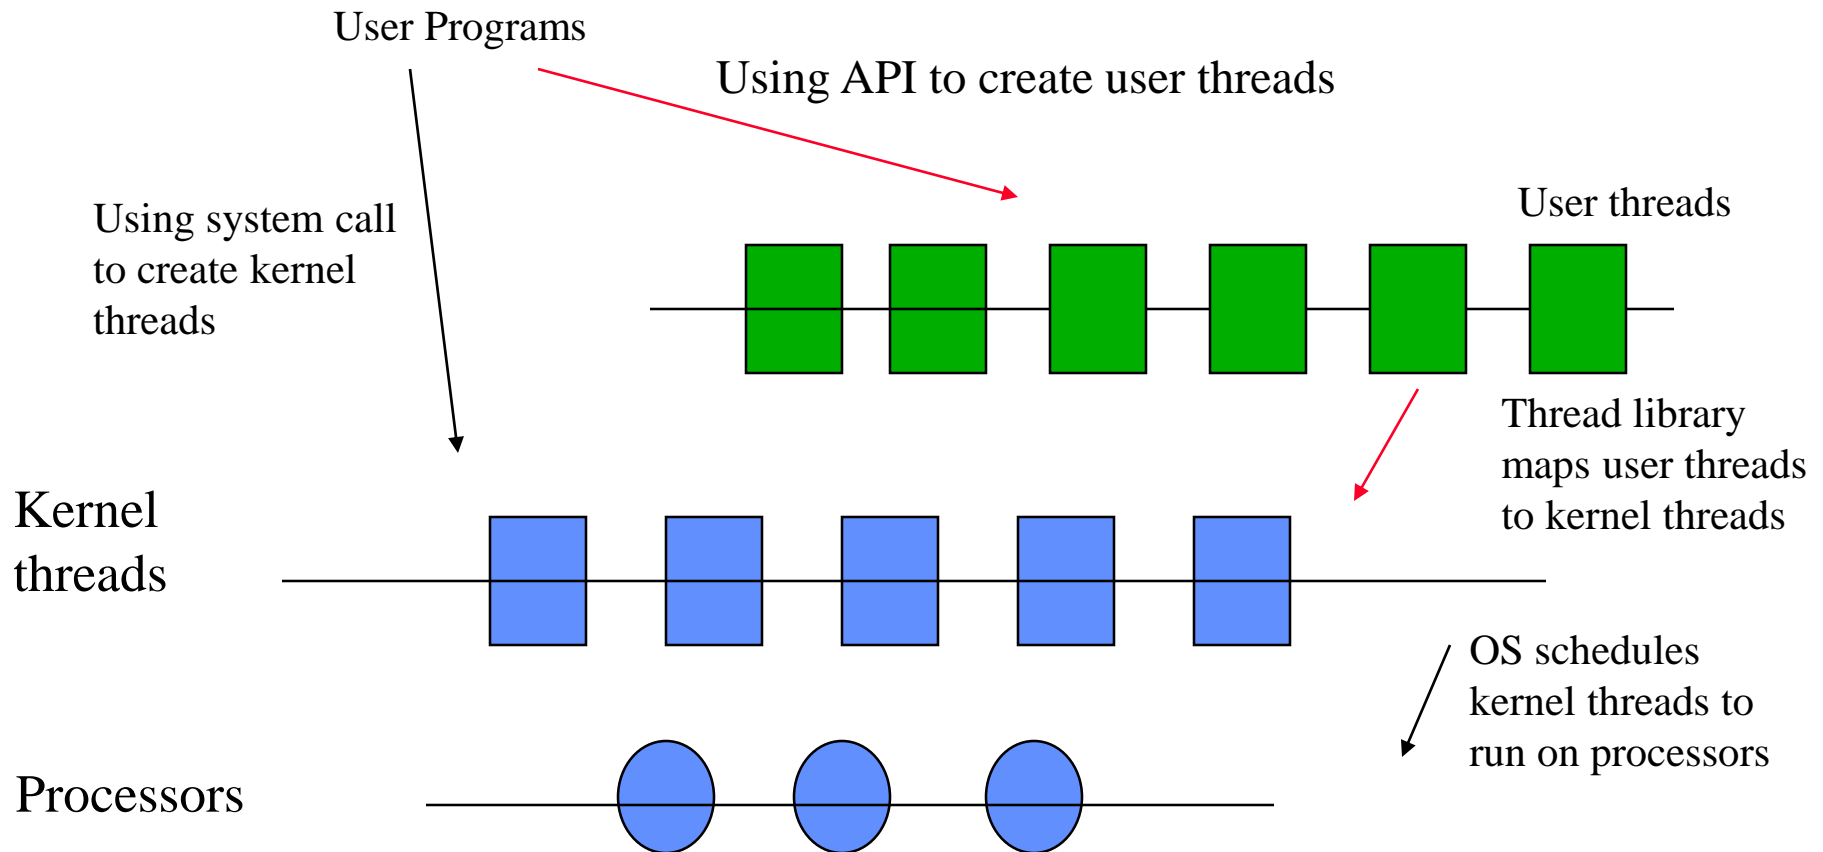 User Programs
Using API to create user threads
Using system call
to create kernel
threads
User threads
Thread library
maps user threads
to kernel threads
Kernel
threads
OS schedules
kernel threads to
run on processors
Processors